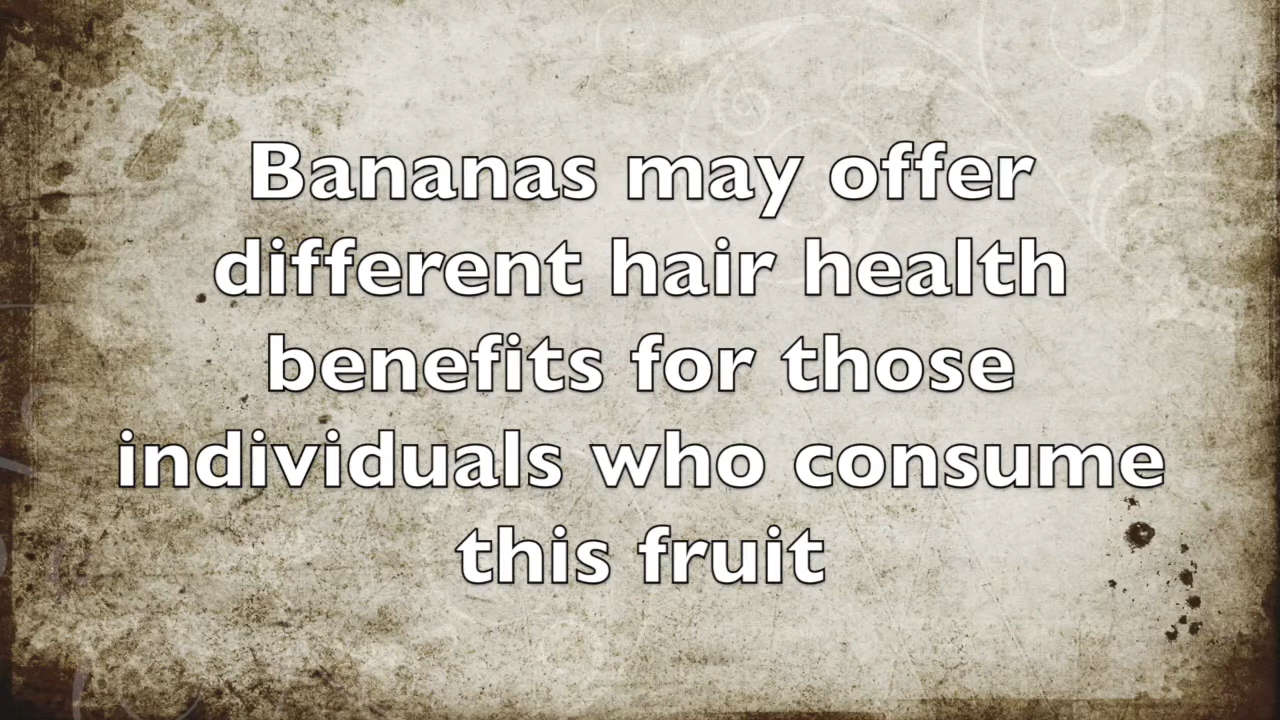 Bananas may offer
different hair health
benefits for those
individuals who consume
this fruit